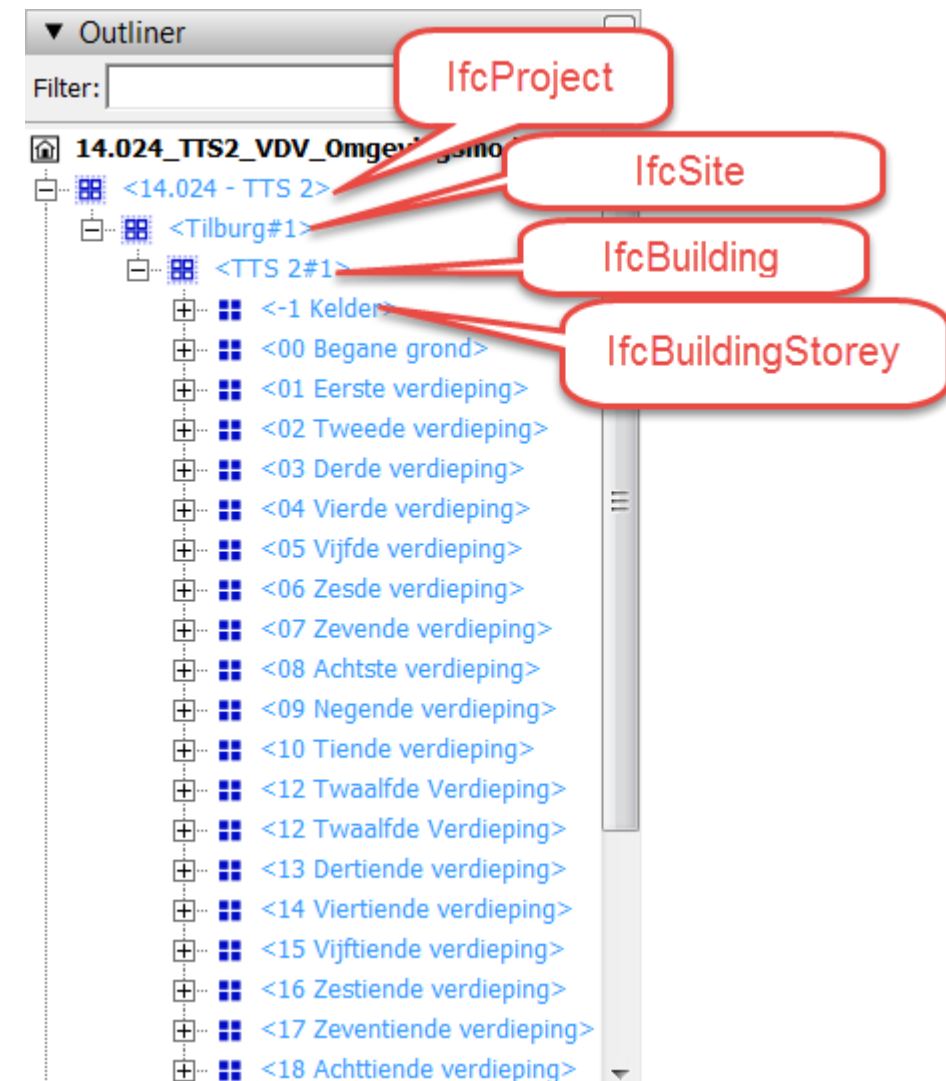 ▼ Outliner
Filter:
IfcProject
14.024_TTS2_VDV_Omgevingsmo
<14.024 - TTS 2>
IfcSite
<Tilburg#1>
IfcBuilding
<TTS 2#1>
<-1 Kelder>
IfcBuildingStorey
<00 Begane grond>
<01 Eerste verdieping>
<02 Tweede verdieping>
<03 Derde verdieping>
<04 Vierde verdieping>
<05 Vijfde verdieping>
<06 Zesde verdieping>
<07 Zevende verdieping>
<08 Achtste verdieping>
<09 Negende verdieping>
<10 Tiende verdieping>
<12 Twaalfde Verdieping>
<12 Twaalfde Verdieping>
<13 Dertiende verdieping>
<14 Viertiende verdieping>
<15 Vijftiende verdieping>
<16 Zestiende verdieping>
<17 Zeventiende verdieping>
<18 Achttiende verdieping>